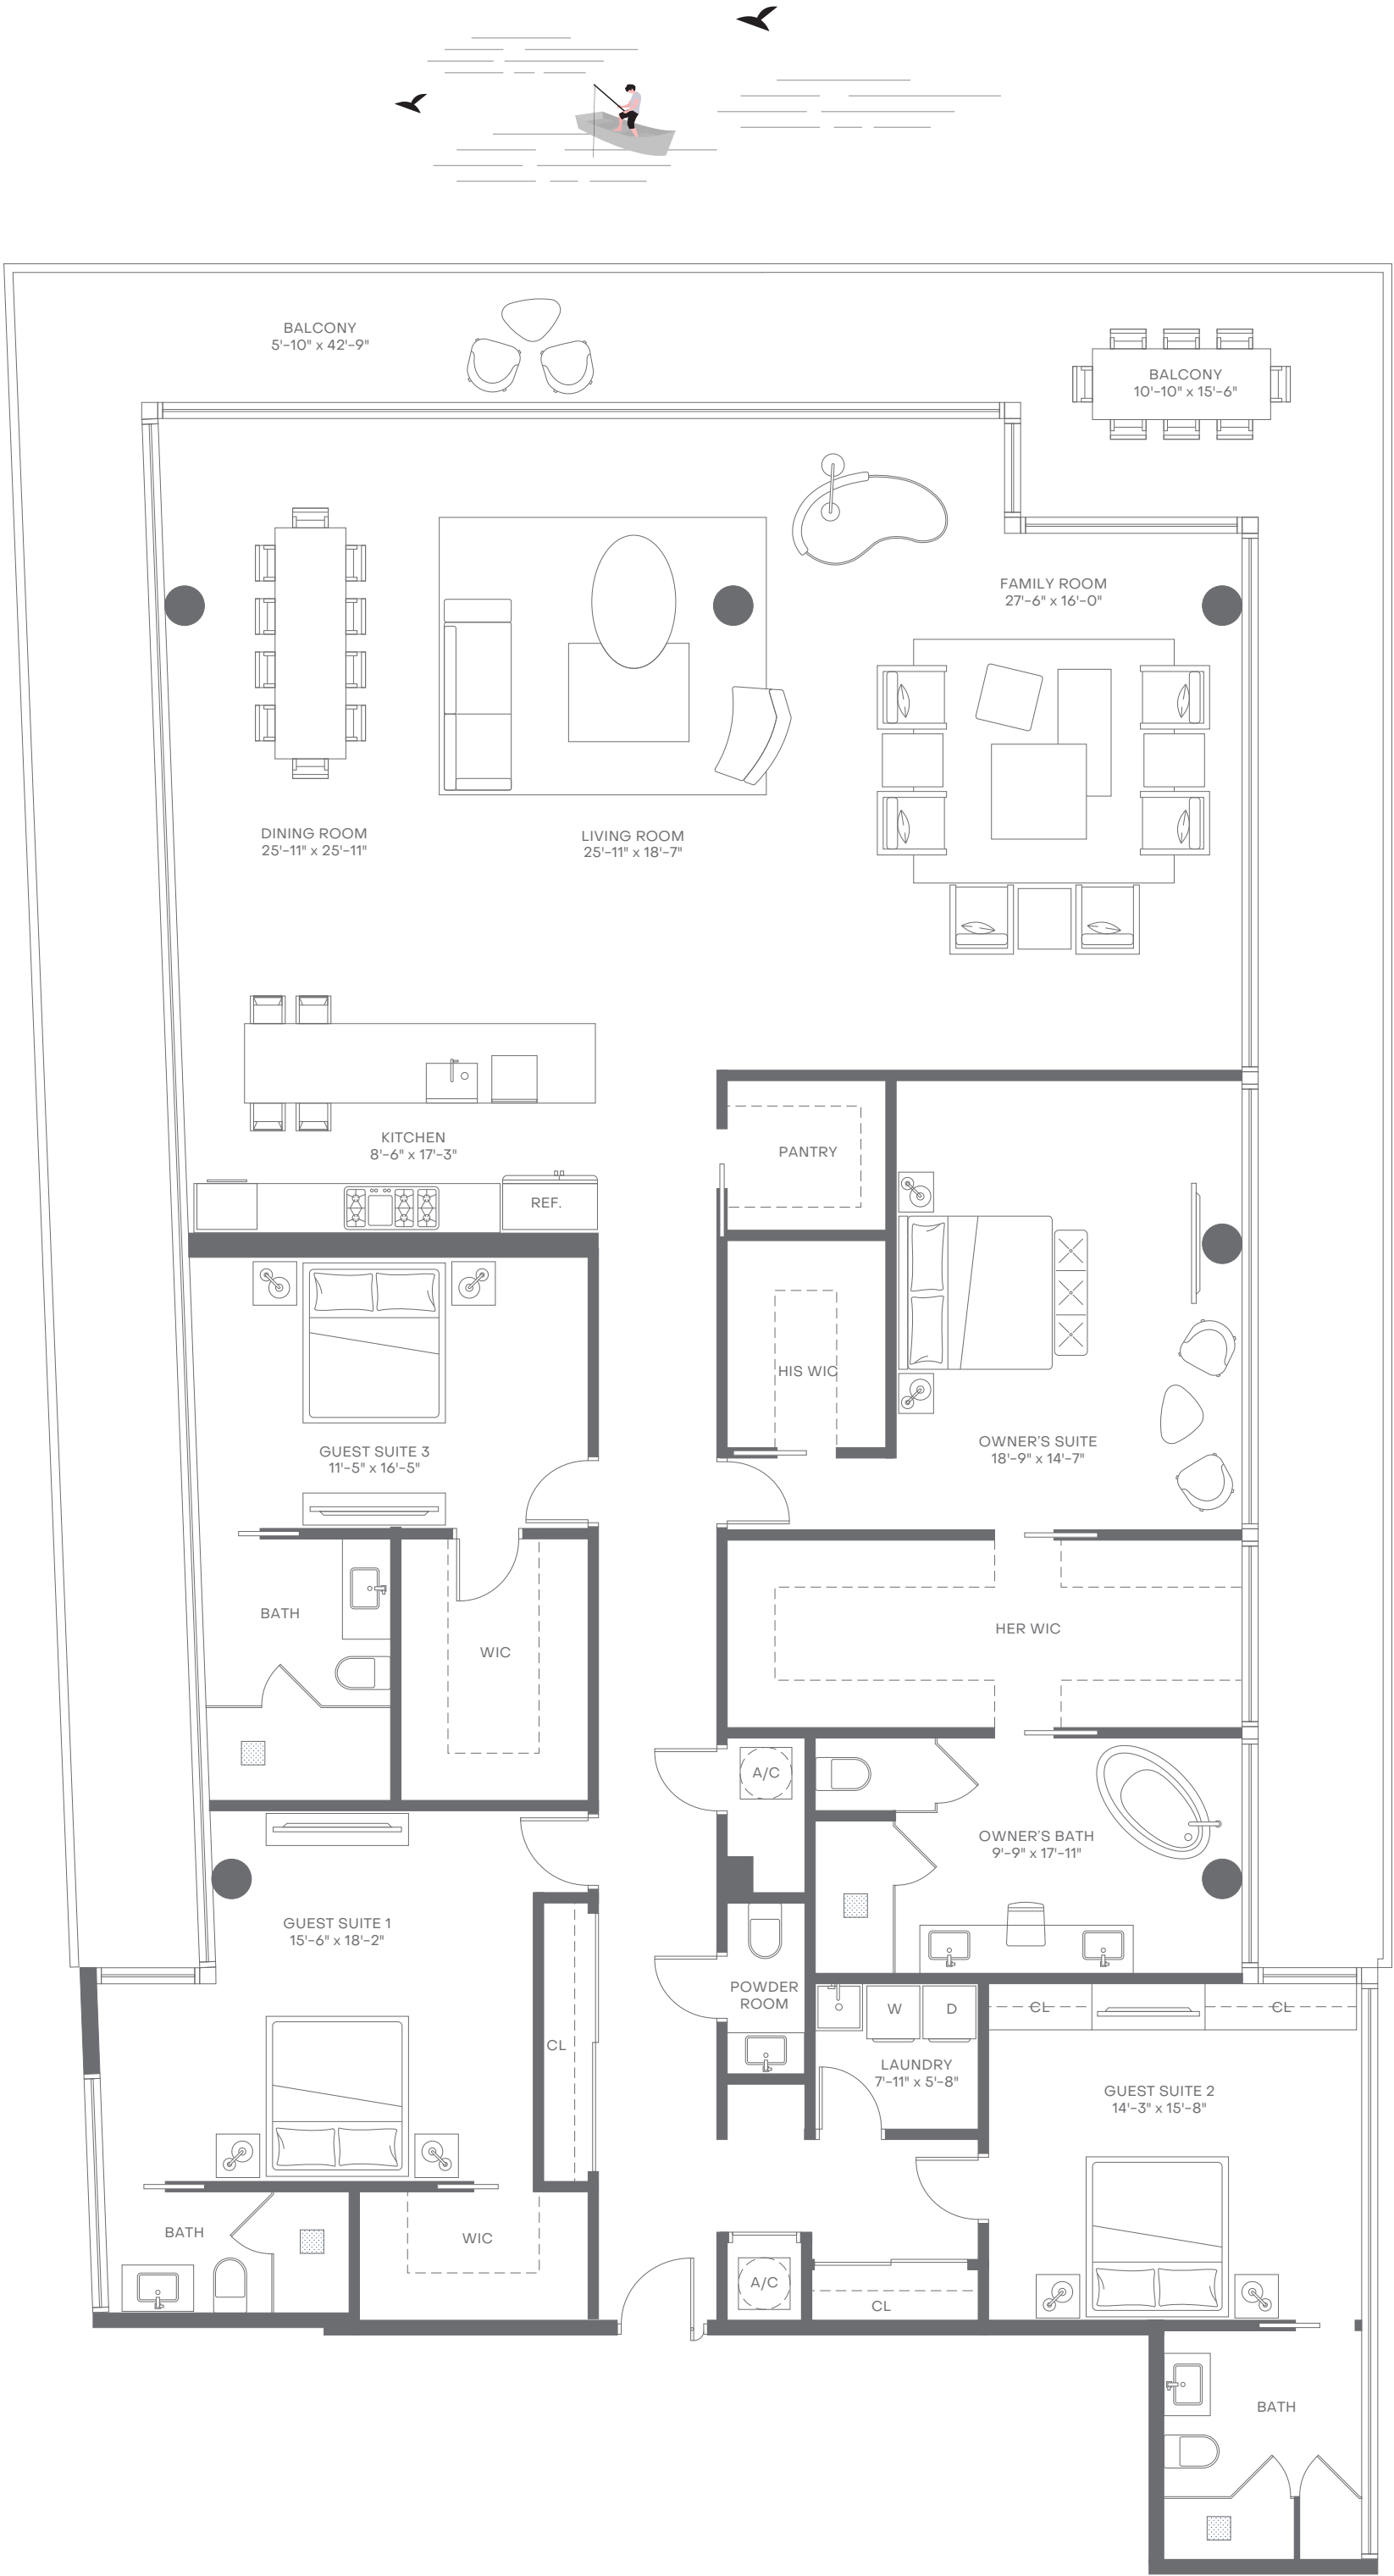 BALCONY
5'-10" x 42'-9"
BALCONY
10'-10" x 15'-6"
FAMILY ROOM
27'-6" x 16'-0"
DINING ROOM
25'-11" x 25'-11"
LIVING ROOM
25'-11" x 18'-7"
KITCHEN
8'-6" x 17'-3"
PANTRY
REF.
HIS WIC
GUEST SUITE 3
11'-5" x 16'-5"
OWNER'S SUITE
18'-9" x 14'-7"
BATH
WIC
HER WIC
A/C
OWNER'S BATH
9'-9" x 17'-11"
GUEST SUITE 1
15'-6" x 18'-2"
POWDER
ROOM
W
D
CL
CL
CL
LAUNDRY
7'-11" x 5'-8"
GUEST SUITE 2
14'-3" x 15'-8"
BATH
WIC
A/C
CL
BATH